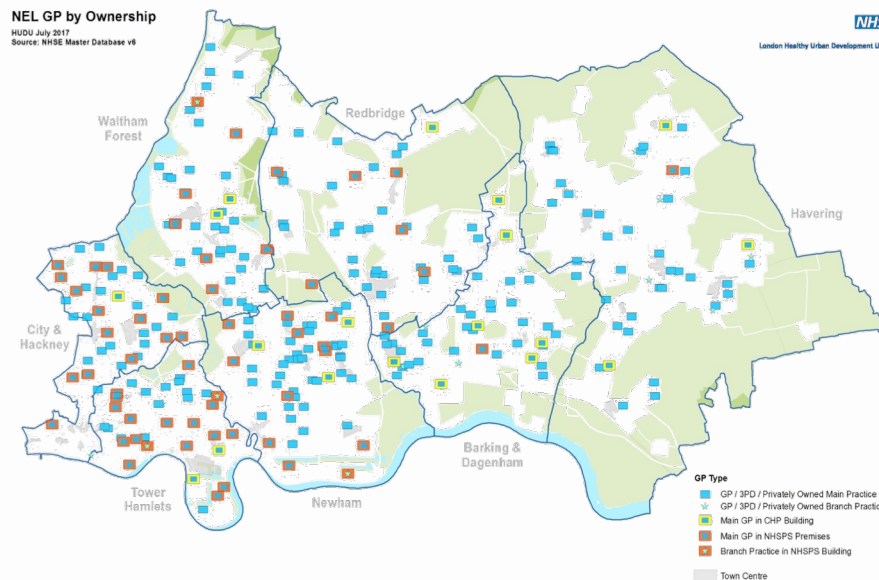 NEL GP by Ownership
HUDU July 2017
Source: NHSE Master Database v6
NHS
London Healthy Urban Development U
Redbridge
Waltham
Forest
Havering
City &
Hackney
Barking &
Dagenham
Tower
Hamlets
Newham
GP Type
GP / 3PD / Privately Owned Main Practice
GP / 3PD / Privately Owned Branch Practic
Main GP in CHP Building
Main GP in NHSPS Premises
Branch Practice in NHSPS Building
Town Centre